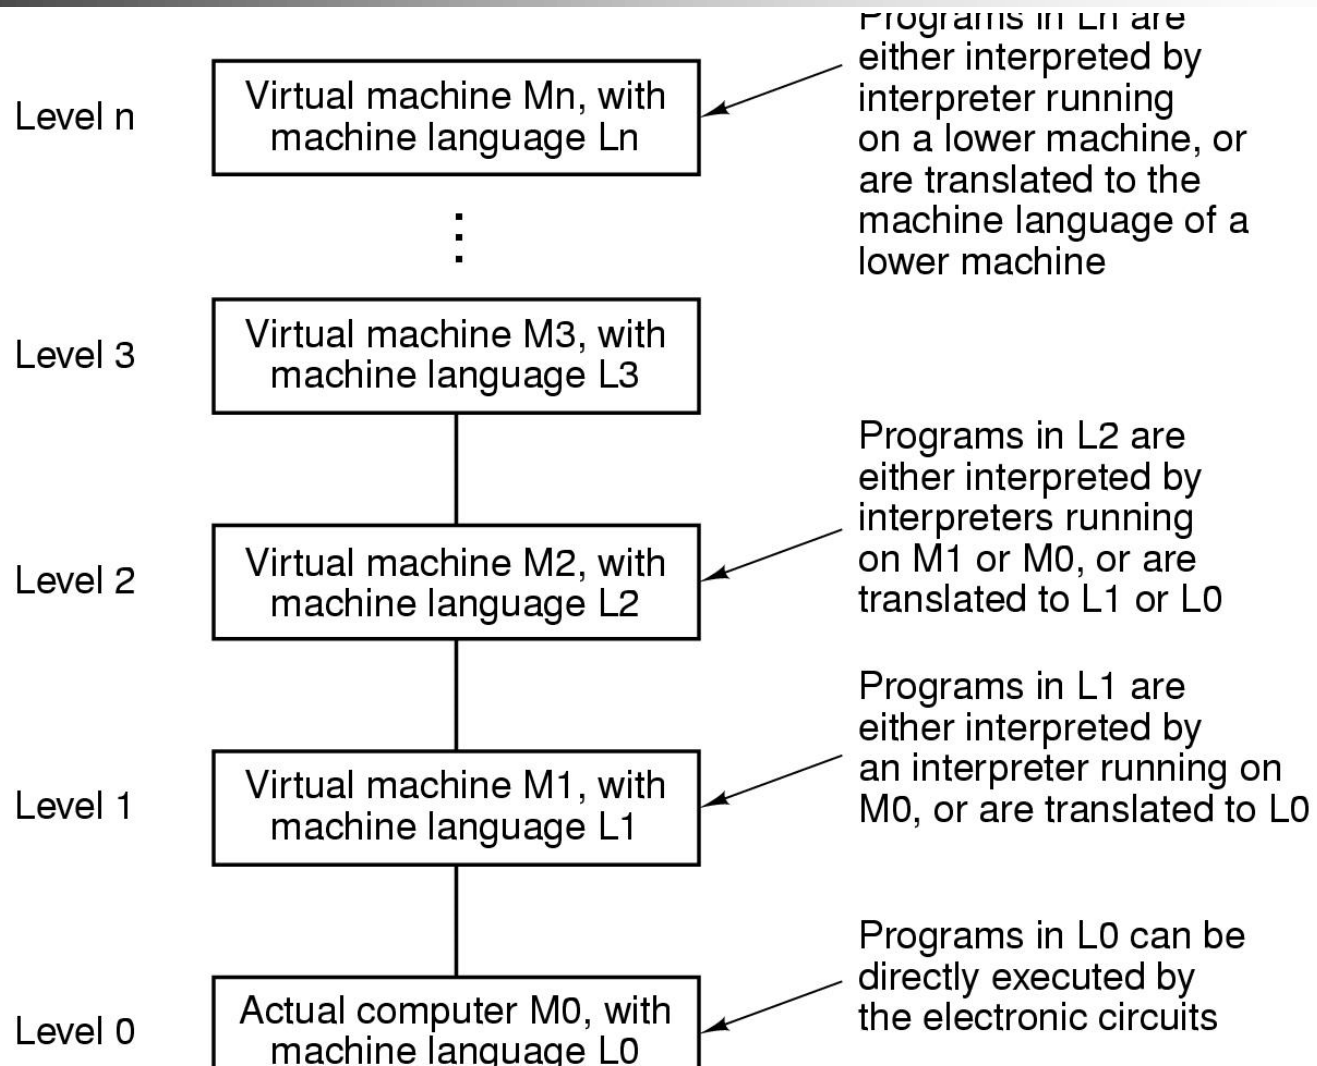 Programs in Ln are
either interpreted by
interpreter running
on a lower machine, or
are translated to the
machine language of a
lower machine
Level n
Virtual machine Mn, with
machine language Ln
Level 3
Virtual machine M3, with
machine language L3
Programs in L2 are
either interpreted by
interpreters running
on M1 or M0, or are
translated to L1 or L0
Level 2
Virtual machine M2, with
machine language L2
Programs in L1 are
either interpreted by
an interpreter running on
M0, or are translated to L0
Level 1
Virtual machine M1, with
machine language L1
Programs in L0 can be
directly executed by
the electronic circuits
Level 0
Actual computer M0, with
machine language L0